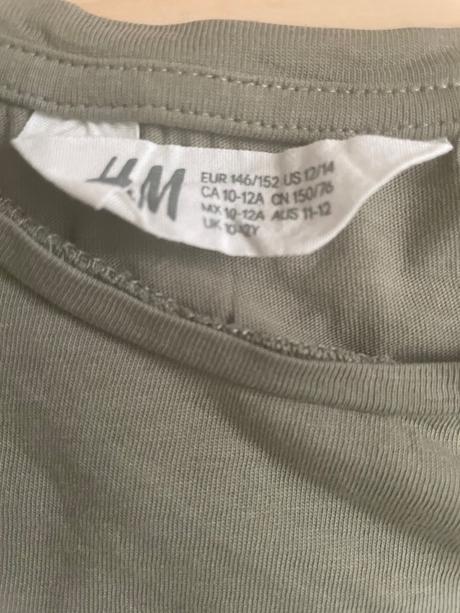 H&M
EUR 146/152 US 12/14
CA 10-12A CN 150/76
MX 10-12A AUS 11-12
UK 10-12Y